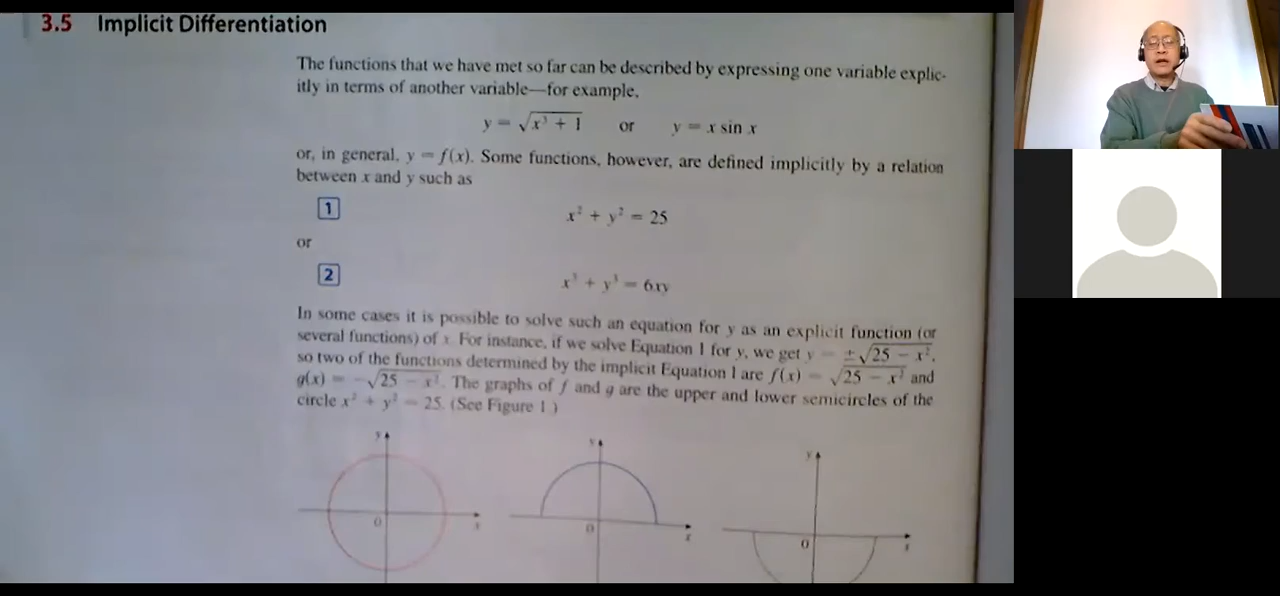 3.5 Implicit Differentiation
The functions that we have met so far can be described by expressing one variable explic-
itly in terms of another variable—for example,
y = √(x³ + 1) or y = x sin x
or, in general, y = f(x). Some functions, however, are defined implicitly by a relation
between x and y such as
1 x² + y² = 25
or
2 x³ + y³ = 6xy
In some cases it is possible to solve such an equation for y as an explicit function (or
several functions) of x. For instance, if we solve Equation 1 for y, we get y = ±√(25 − x²),
so two of the functions determined by the implicit Equation 1 are f(x) = √(25 − x²) and
g(x) = −√(25 − x²). The graphs of f and g are the upper and lower semicircles of the
circle x² + y² = 25. (See Figure 1.)
y y y
0 x 0 x 0 x